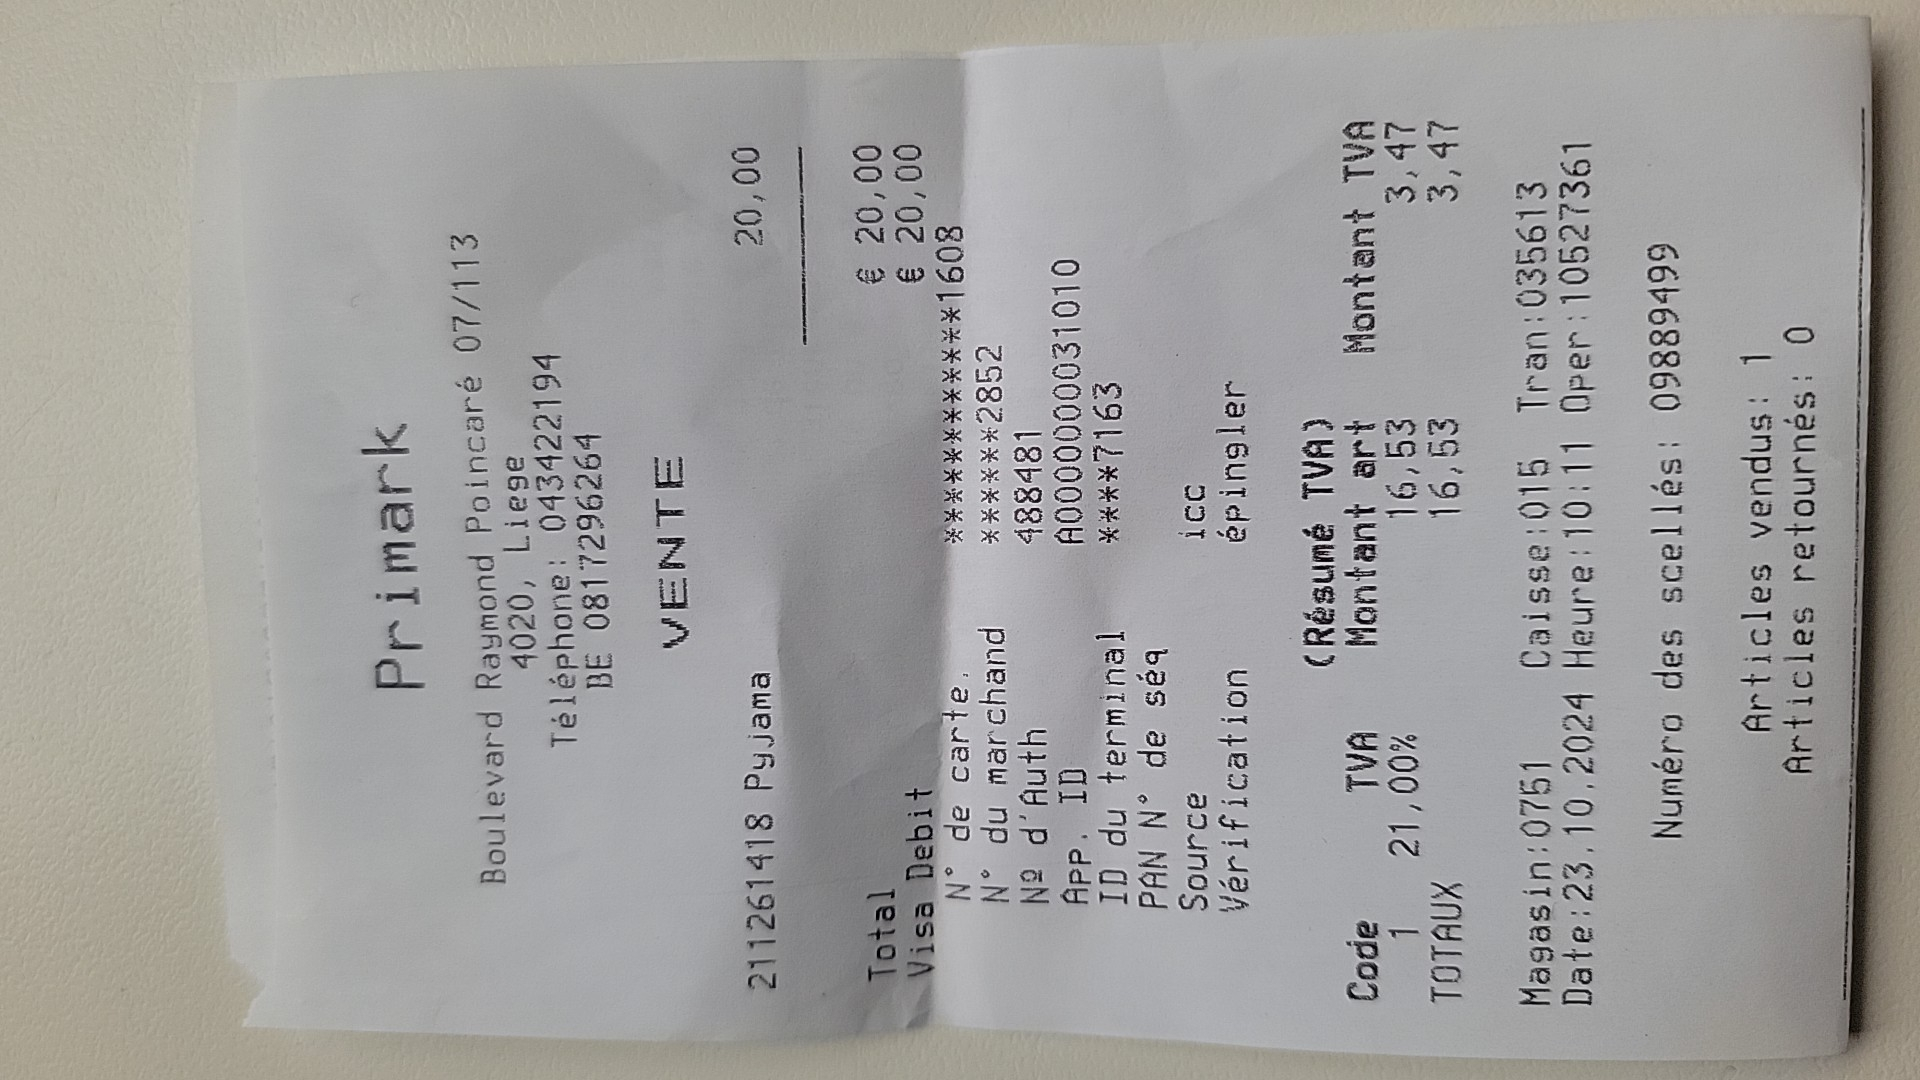 Primark
Boulevard Raymond Poincaré 07/113
4020, Liege
Téléphone: 043422194
BE 0817296264
VENTE
211261418 Pyjama 20,00
Total € 20,00
Visa Debit € 20,00
N° de carte. ************1608
N° du marchand ******2852
Nº d'Auth 488481
App. ID A0000000031010
ID du terminal ****7163
PAN N° de séq
Source icc
Vérification épingler
(Résumé TVA)
Code TVA Montant art Montant TVA
1 21,00% 16,53 3,47
TOTAUX 16,53 3,47
Magasin:0751 Caisse:015 Tran:035613
Date:23.10.2024 Heure:10:11 Oper:10527361
Numéro des scellés: 09889499
Articles vendus: 1
Articles retournés: 0